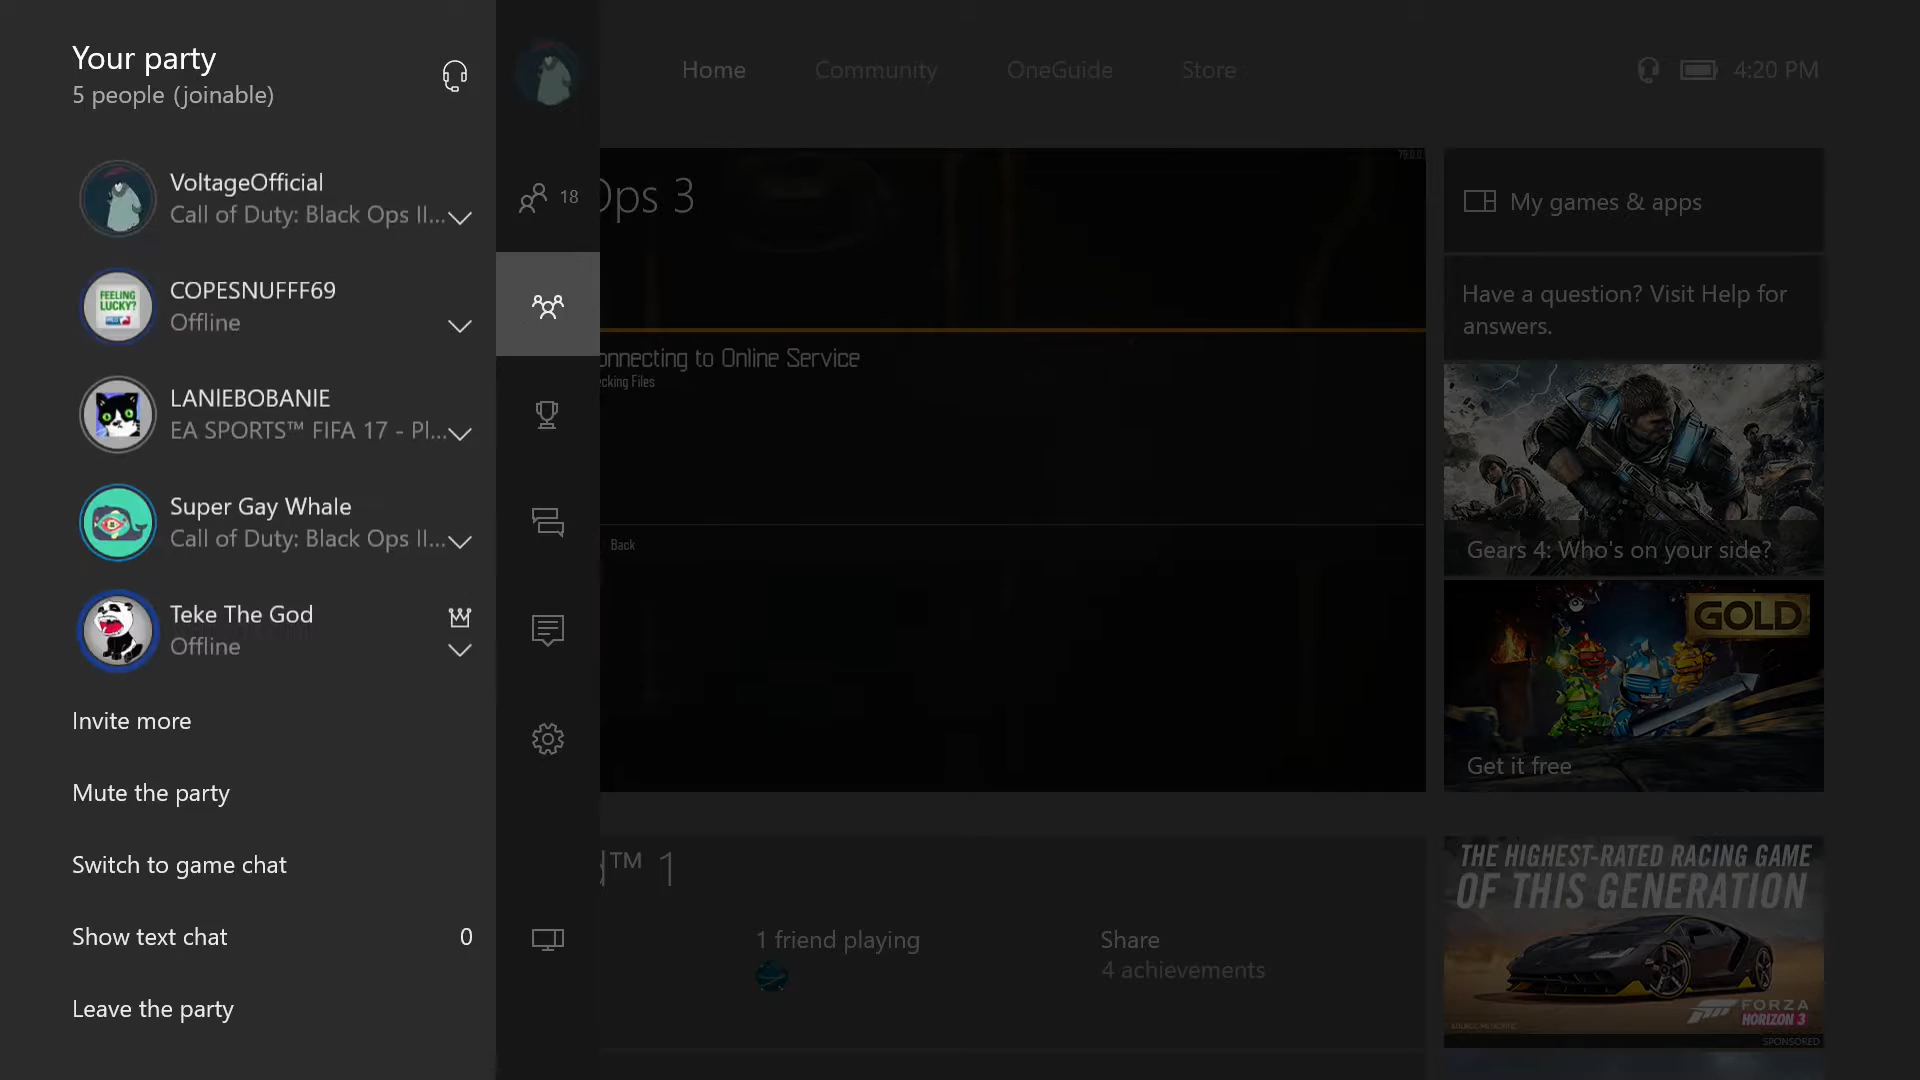 Your party
5 people (joinable)
VoltageOfficial
Call of Duty: Black Ops II...
COPESNUFFF69
Offline
LANIEBOBANIE
EA SPORTS™ FIFA 17 - Pl...
Super Gay Whale
Call of Duty: Black Ops II...
Teke The God
Offline
Invite more
Mute the party
Switch to game chat
Show text chat 0
Leave the party
FEELING
LUCKY?
18
Home Community OneGuide Store
4:20 PM
Ops 3
onnecting to Online Service
cking Files
Back
My games & apps
Have a question? Visit Help for
answers.
Gears 4: Who's on your side?
GOLD
Get it free
™ 1
1 friend playing
Share
4 achievements
THE HIGHEST-RATED RACING GAME
OF THIS GENERATION
FORZA
HORIZON 3
SPONSORED